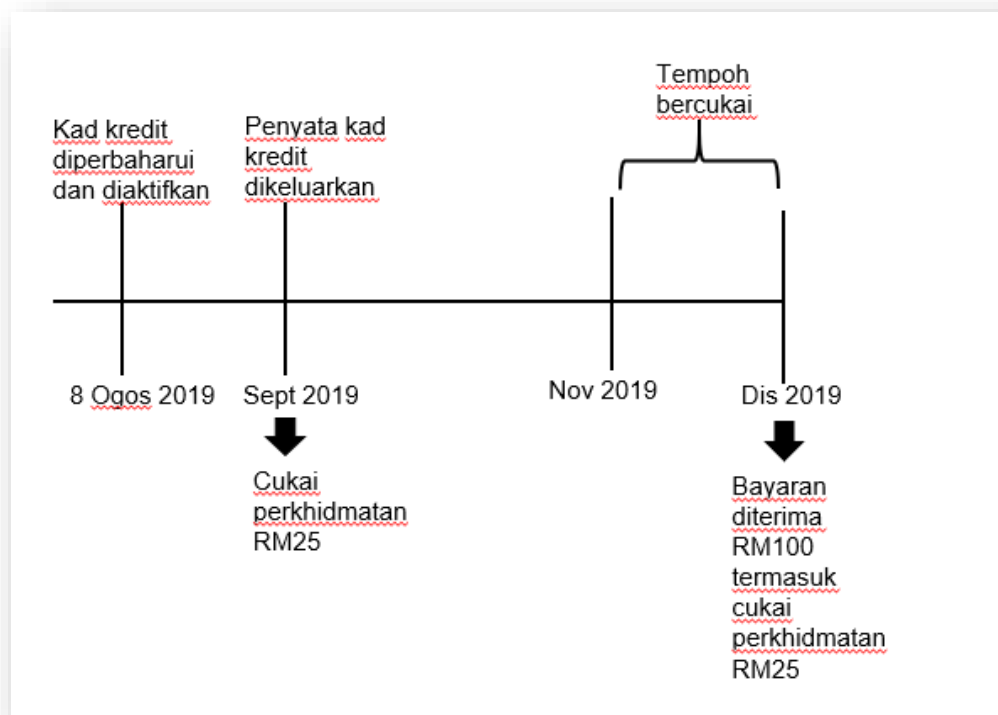 Tempoh
bercukai
Kad kredit
diperbaharui
dan diaktifkan
Penyata kad
kredit
dikeluarkan
8 Ogos 2019
Sept 2019
Nov 2019
Dis 2019
Cukai
perkhidmatan
RM25
Bayaran
diterima
RM100
termasuk
cukai
perkhidmatan
RM25